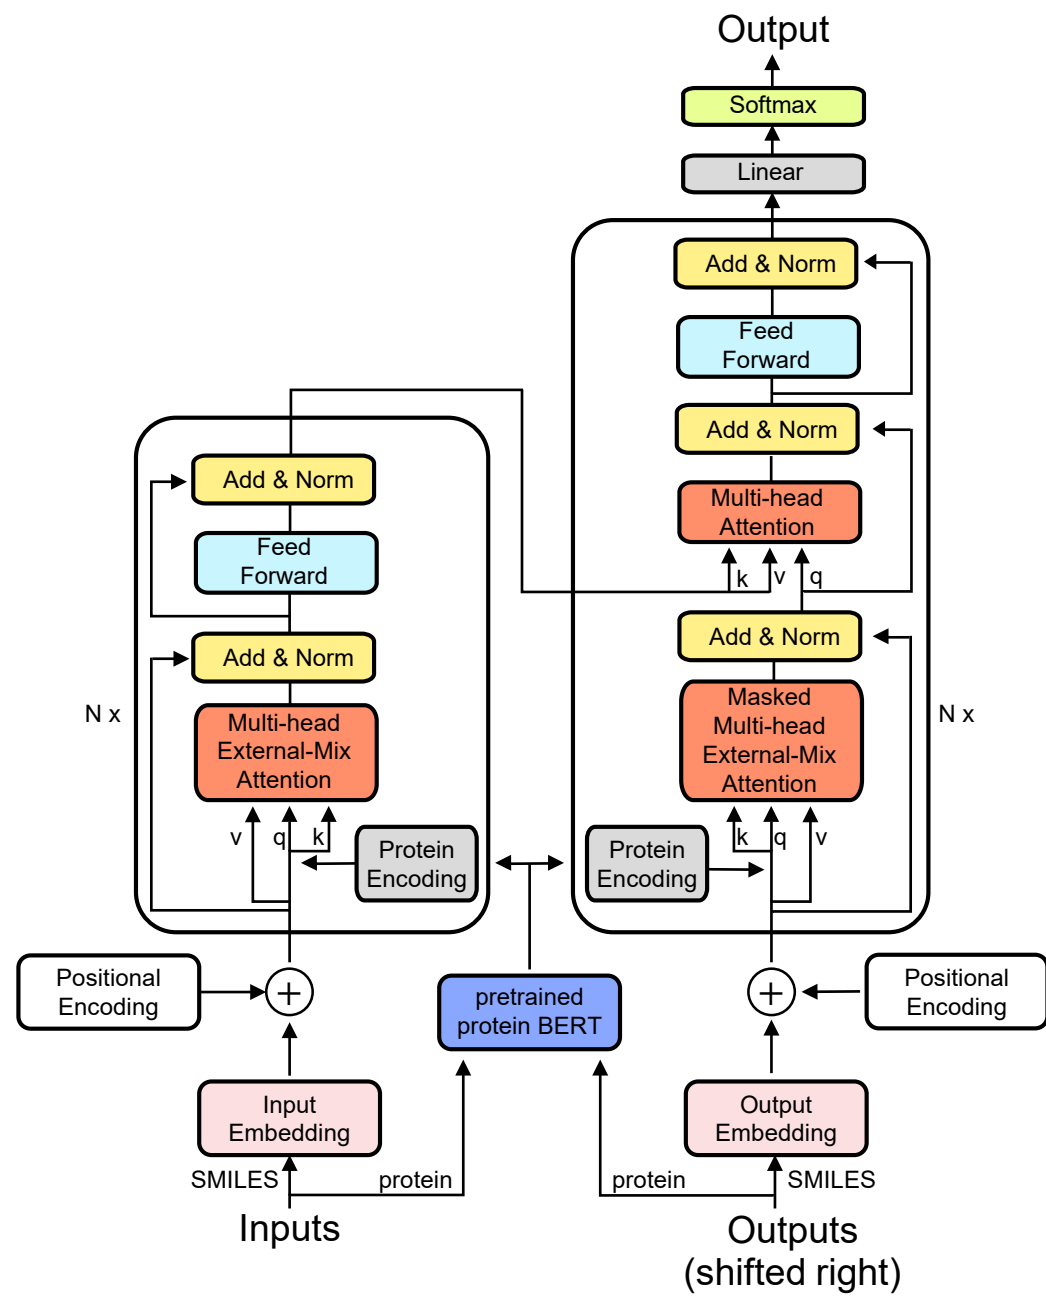 Output
Softmax
Linear
Add & Norm
Feed
Forward
Add & Norm
Multi-head
Attention
k
v
q
Add & Norm
Masked
Multi-head
External-Mix
Attention
k
q
v
Protein
Encoding
N x
Add & Norm
Feed
Forward
Add & Norm
Multi-head
External-Mix
Attention
v
q
k
Protein
Encoding
N x
Positional
Encoding
+
pretrained
protein BERT
+
Positional
Encoding
Input
Embedding
Output
Embedding
SMILES
protein
protein
SMILES
Inputs
Outputs
(shifted right)